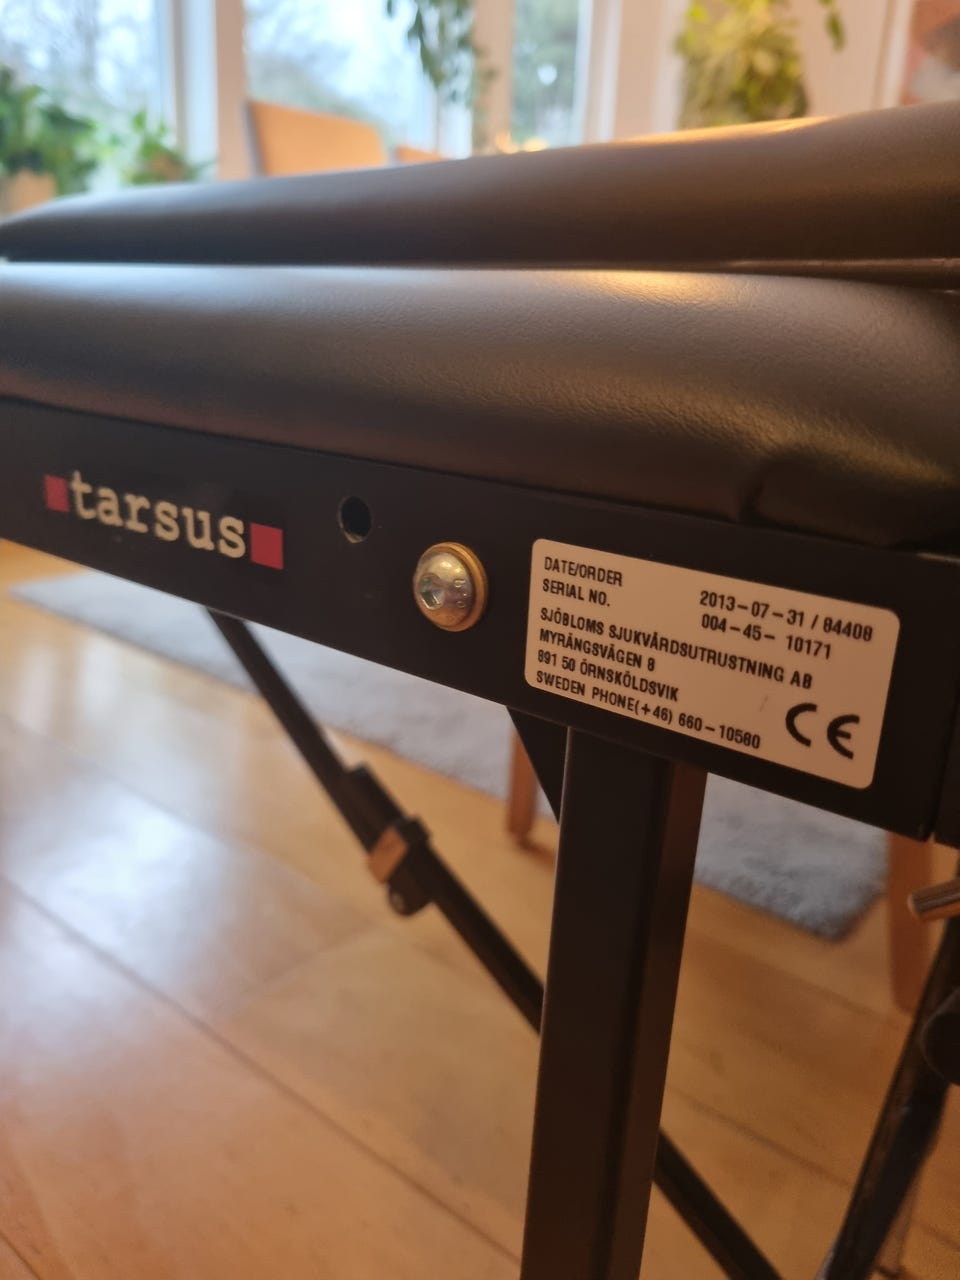 tarsus
DATE/ORDER 2013-07-31 / 84408
SERIAL NO. 004-45- 10171
SJÖBLOMS SJUKVÅRDSUTRUSTNING AB
MYRÄNGSVÄGEN 8
891 50 ÖRNSKÖLDSVIK
SWEDEN PHONE(+46) 660-10580
CE